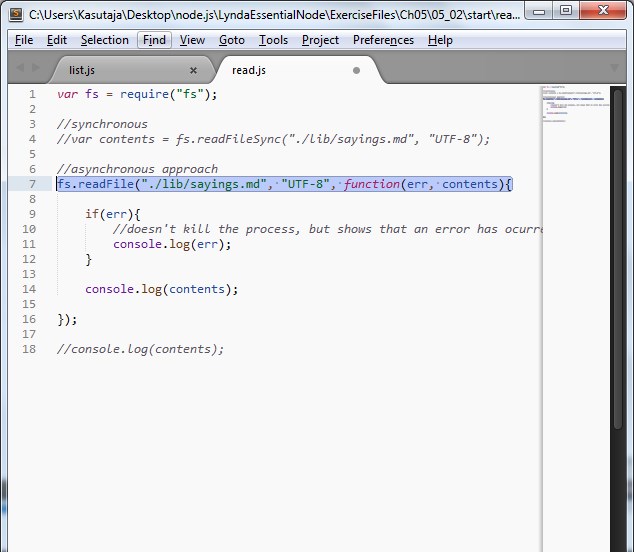 C:\Users\Kasutaja\Desktop\node.js\LyndaEssentialNode\ExerciseFiles\Ch05\05_02\start\rea...
File Edit Selection Find View Goto Tools Project Preferences Help
list.js × read.js
1 var fs = require("fs");
2
3 //synchronous
4 //var contents = fs.readFileSync("./lib/sayings.md", "UTF-8");
5
6 //asynchronous approach
7 fs.readFile("./lib/sayings.md", "UTF-8", function(err, contents){
8
9 if(err){
10 //doesn't kill the process, but shows that an error has ocurre
11 console.log(err);
12 }
13
14 console.log(contents);
15
16 });
17
18 //console.log(contents);